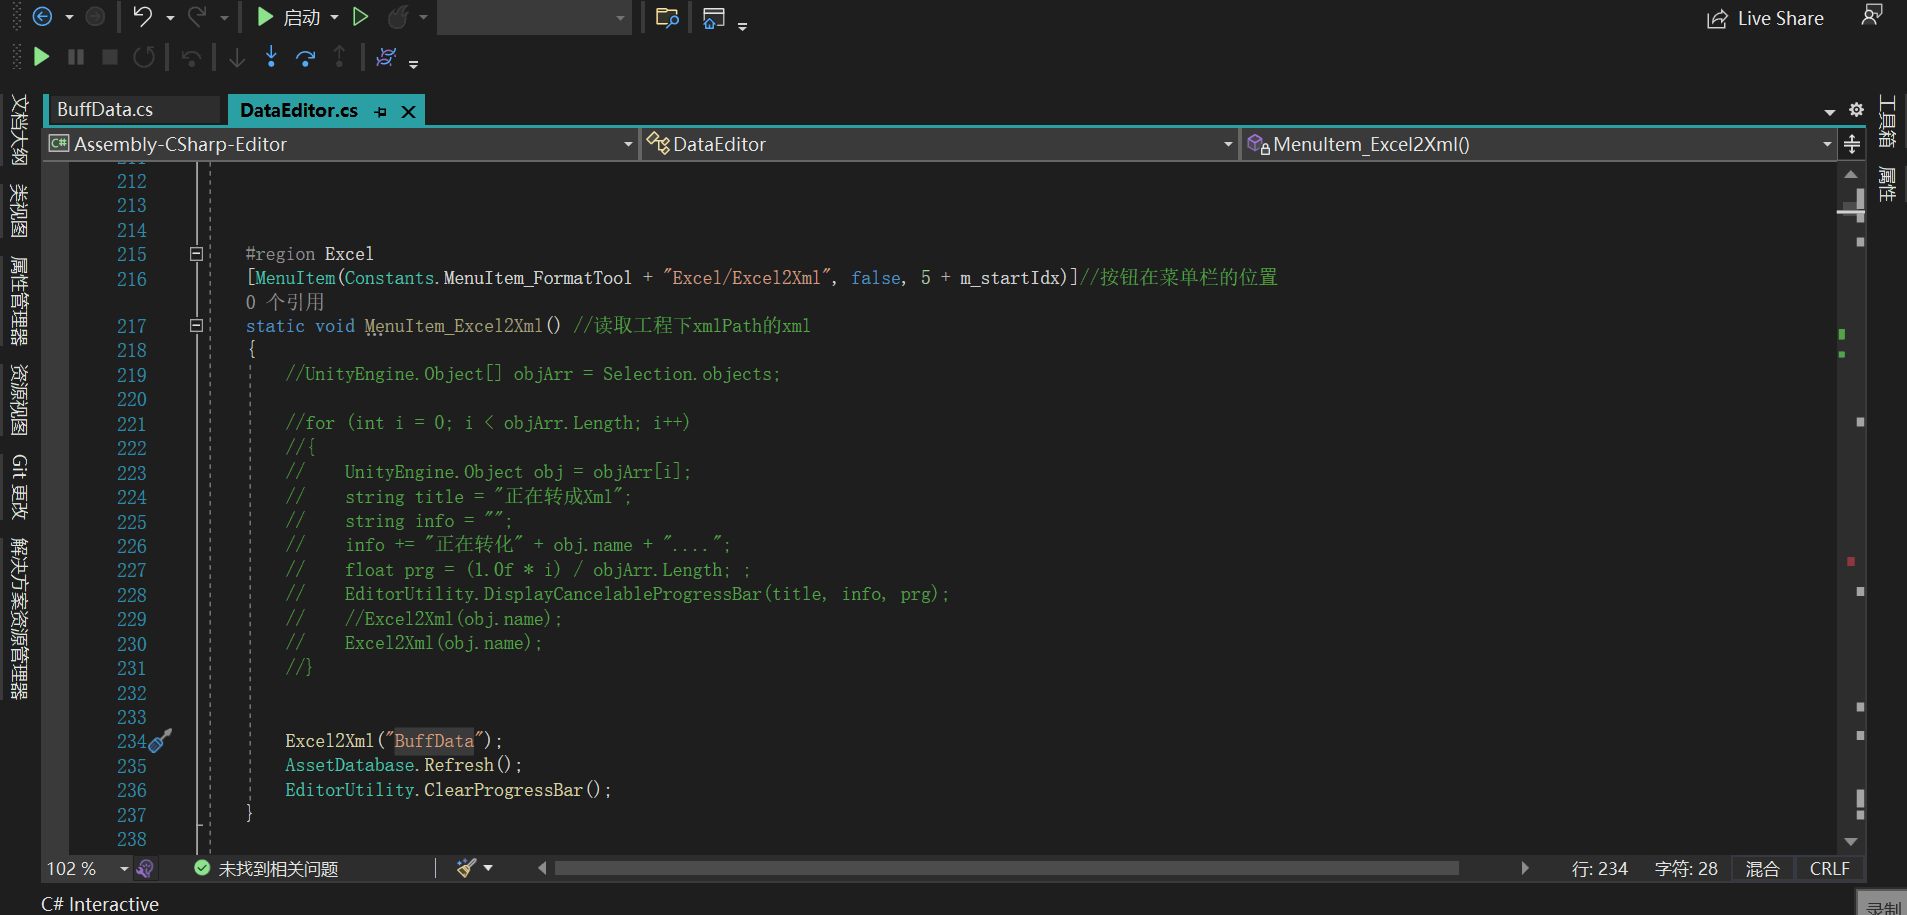 启动
Live Share
BuffData.cs
DataEditor.cs
Assembly-CSharp-Editor
DataEditor
MenuItem_Excel2Xml()
文档大纲
类视图
属性管理器
资源视图
Git 更改
解决方案资源管理器
工具箱
属性
212
213
214
215 #region Excel
216 [MenuItem(Constants.MenuItem_FormatTool + "Excel/Excel2Xml", false, 5 + m_startIdx)]//按钮在菜单栏的位置
0 个引用
217 static void MenuItem_Excel2Xml() //读取工程下xmlPath的xml
218 {
219 //UnityEngine.Object[] objArr = Selection.objects;
220
221 //for (int i = 0; i < objArr.Length; i++)
222 //{
223 // UnityEngine.Object obj = objArr[i];
224 // string title = "正在转成Xml";
225 // string info = "";
226 // info += "正在转化" + obj.name + "....";
227 // float prg = (1.0f * i) / objArr.Length; ;
228 // EditorUtility.DisplayCancelableProgressBar(title, info, prg);
229 // //Excel2Xml(obj.name);
230 // Excel2Xml(obj.name);
231 //}
232
233
234 Excel2Xml("BuffData");
235 AssetDatabase.Refresh();
236 EditorUtility.ClearProgressBar();
237 }
238
102 %
未找到相关问题
行: 234
字符: 28
混合
CRLF
C# Interactive
录制